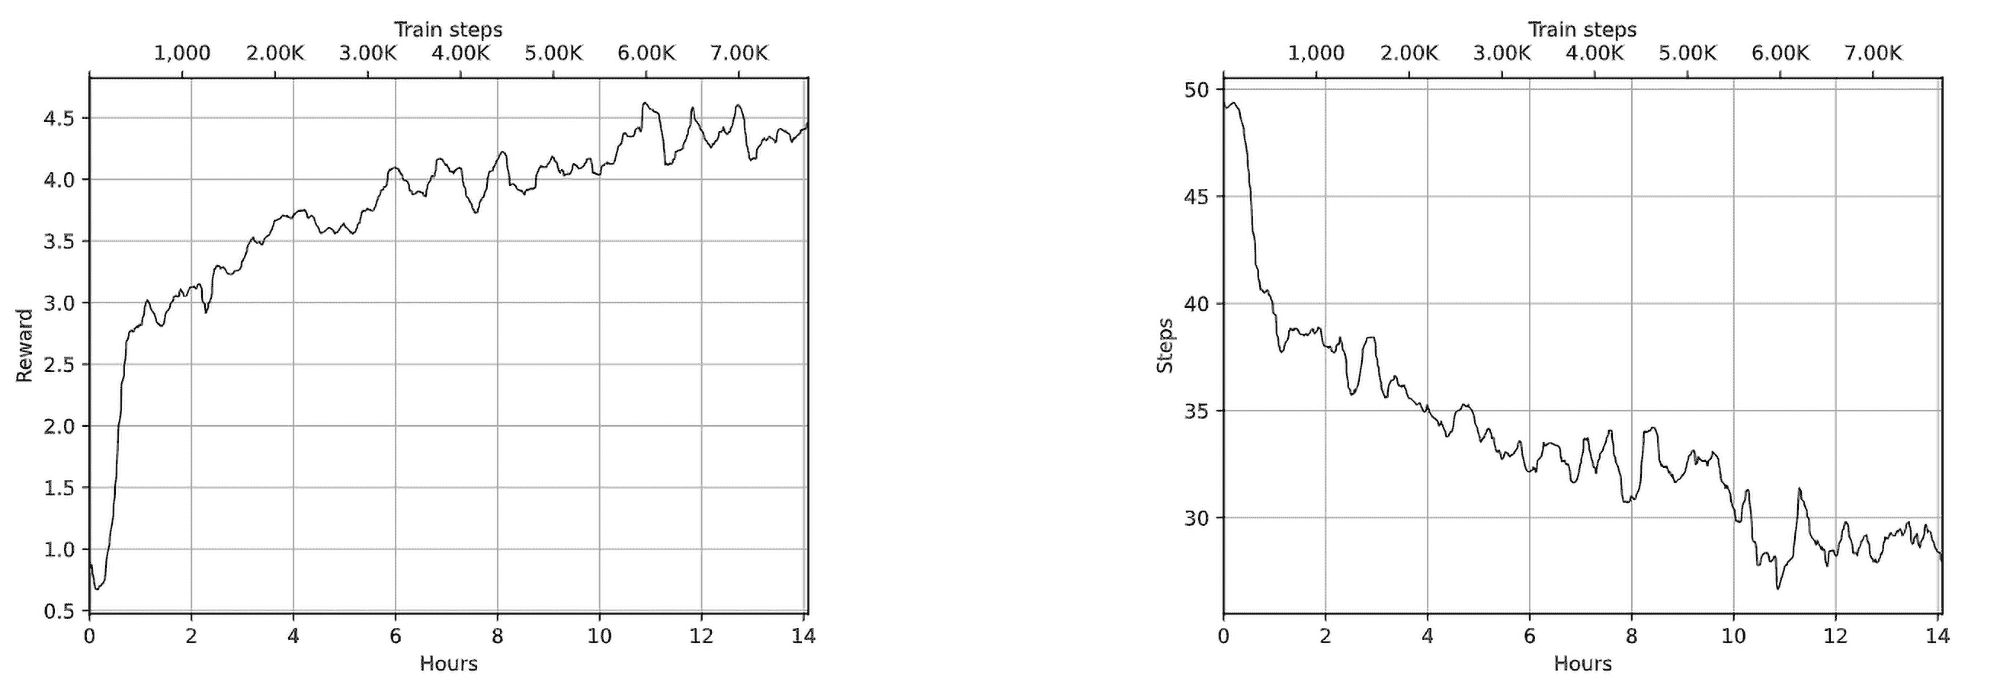 Train steps
1,000 2.00K 3.00K 4.00K 5.00K 6.00K 7.00K
4.5
4.0
3.5
3.0
2.5
2.0
1.5
1.0
0.5
Reward
0 2 4 6 8 10 12 14
Hours
Train steps
1,000 2.00K 3.00K 4.00K 5.00K 6.00K 7.00K
50
45
40
35
30
Steps
0 2 4 6 8 10 12 14
Hours